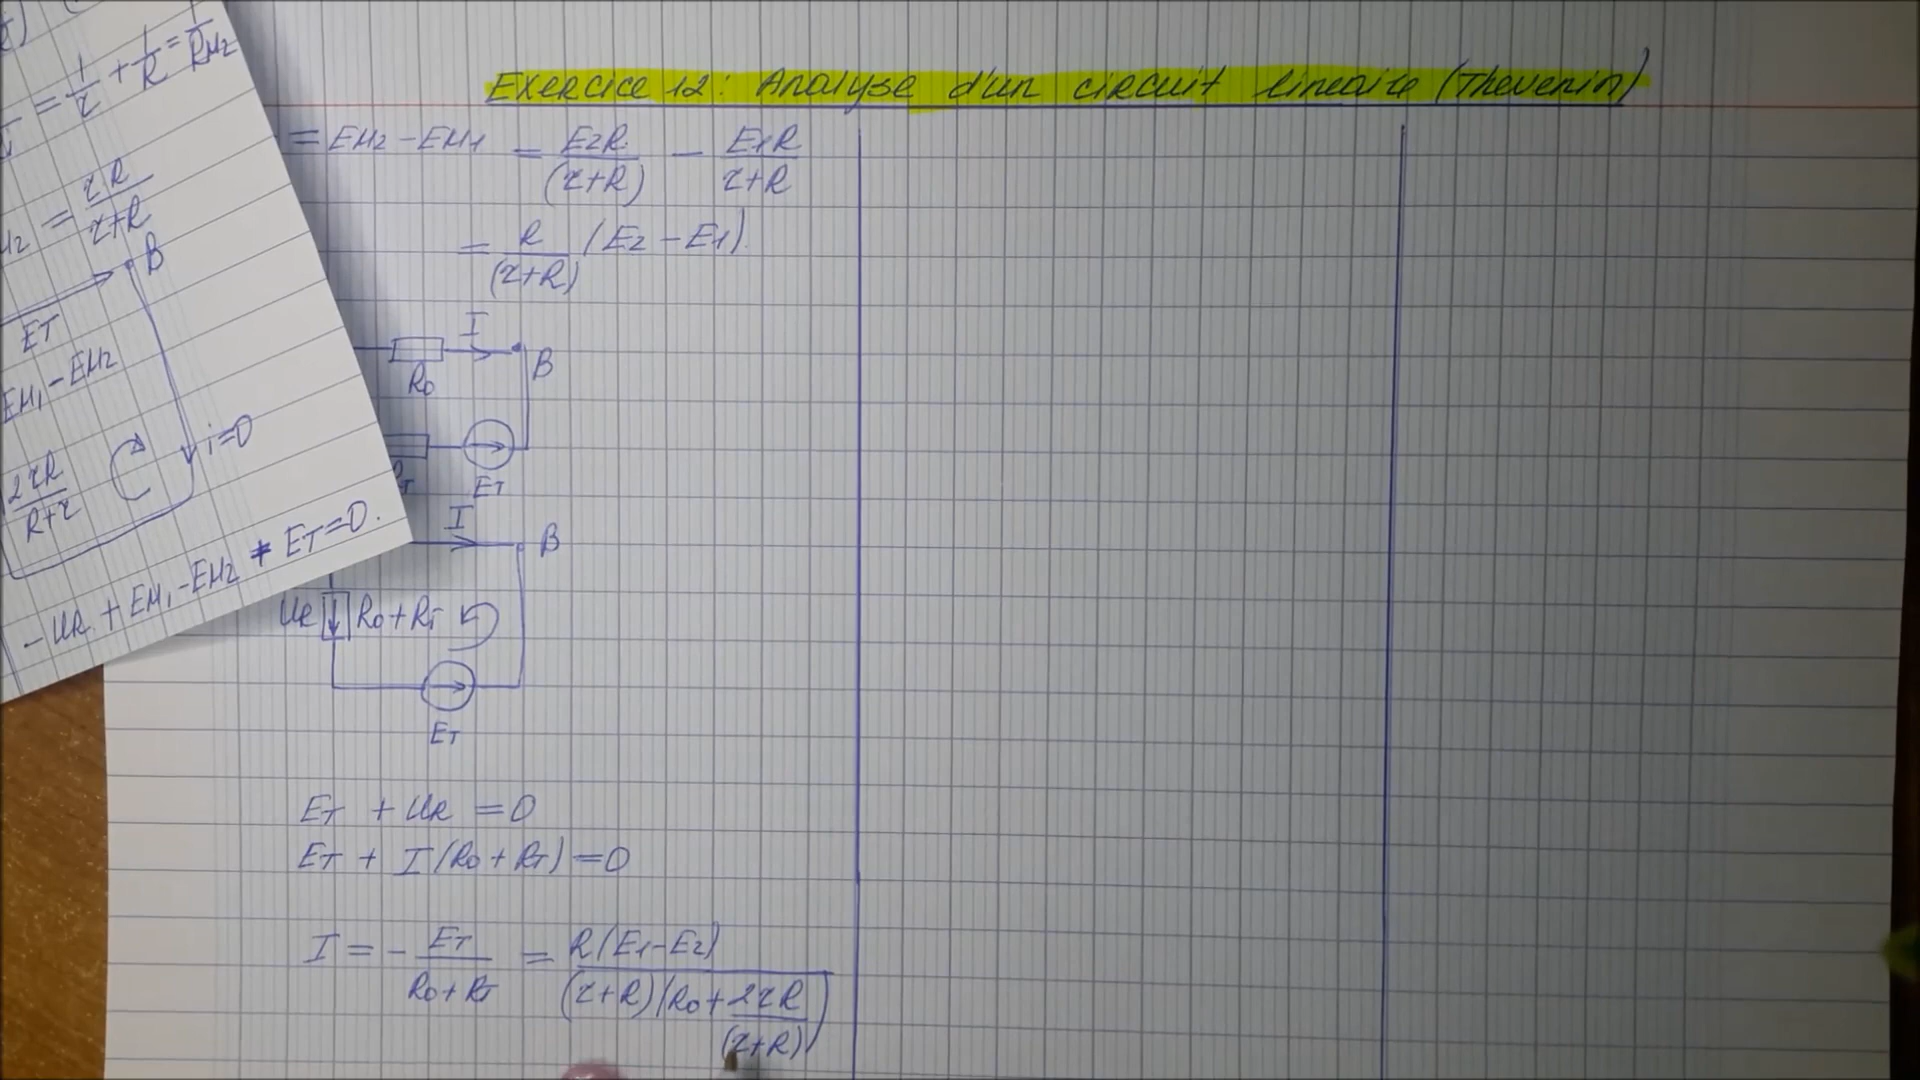 Exercice 12 : Analyse d'un circuit lineaire (Thevenin)
= 1/r + 1/R = 1/RM2
= rR/(r+R)
B
ET
EM1 - EM2
i=0
2rR/(R+r)
-UR + EM1 - EM2 + ET = 0.
= EM2 - EM1 = E2R/(r+R) - E1R/(r+R)
= R/(r+R) (E2 - E1).
I
R0
B
ET
I
B
UR R0+RT
ET
ET + UR = 0
ET + I(R0+RT) = 0
I = - ET/(R0+RT) = R(E1-E2)/((r+R)(R0+2rR/(r+R)))